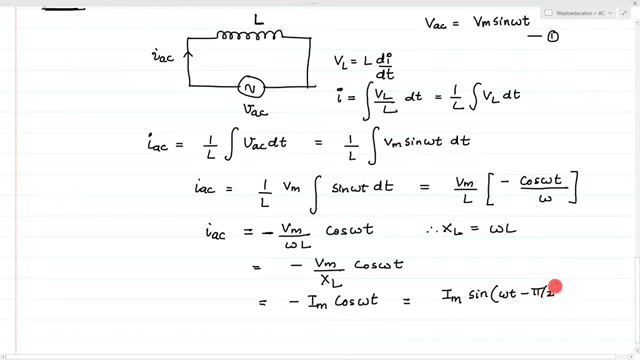 Waytoeducation • AC
L
Vac = Vm sinωt — ①
iac
Vac
VL = L di/dt
i = ∫ VL/L dt = 1/L ∫ VL dt
iac = 1/L ∫ Vac dt = 1/L ∫ Vm sinωt dt
iac = 1/L Vm ∫ sinωt dt = Vm/L [ - cosωt/ω ]
iac = - Vm/ωL cosωt ∴ XL = ωL
= - Vm/XL cosωt
= - Im cosωt = Im sin(ωt - π/2